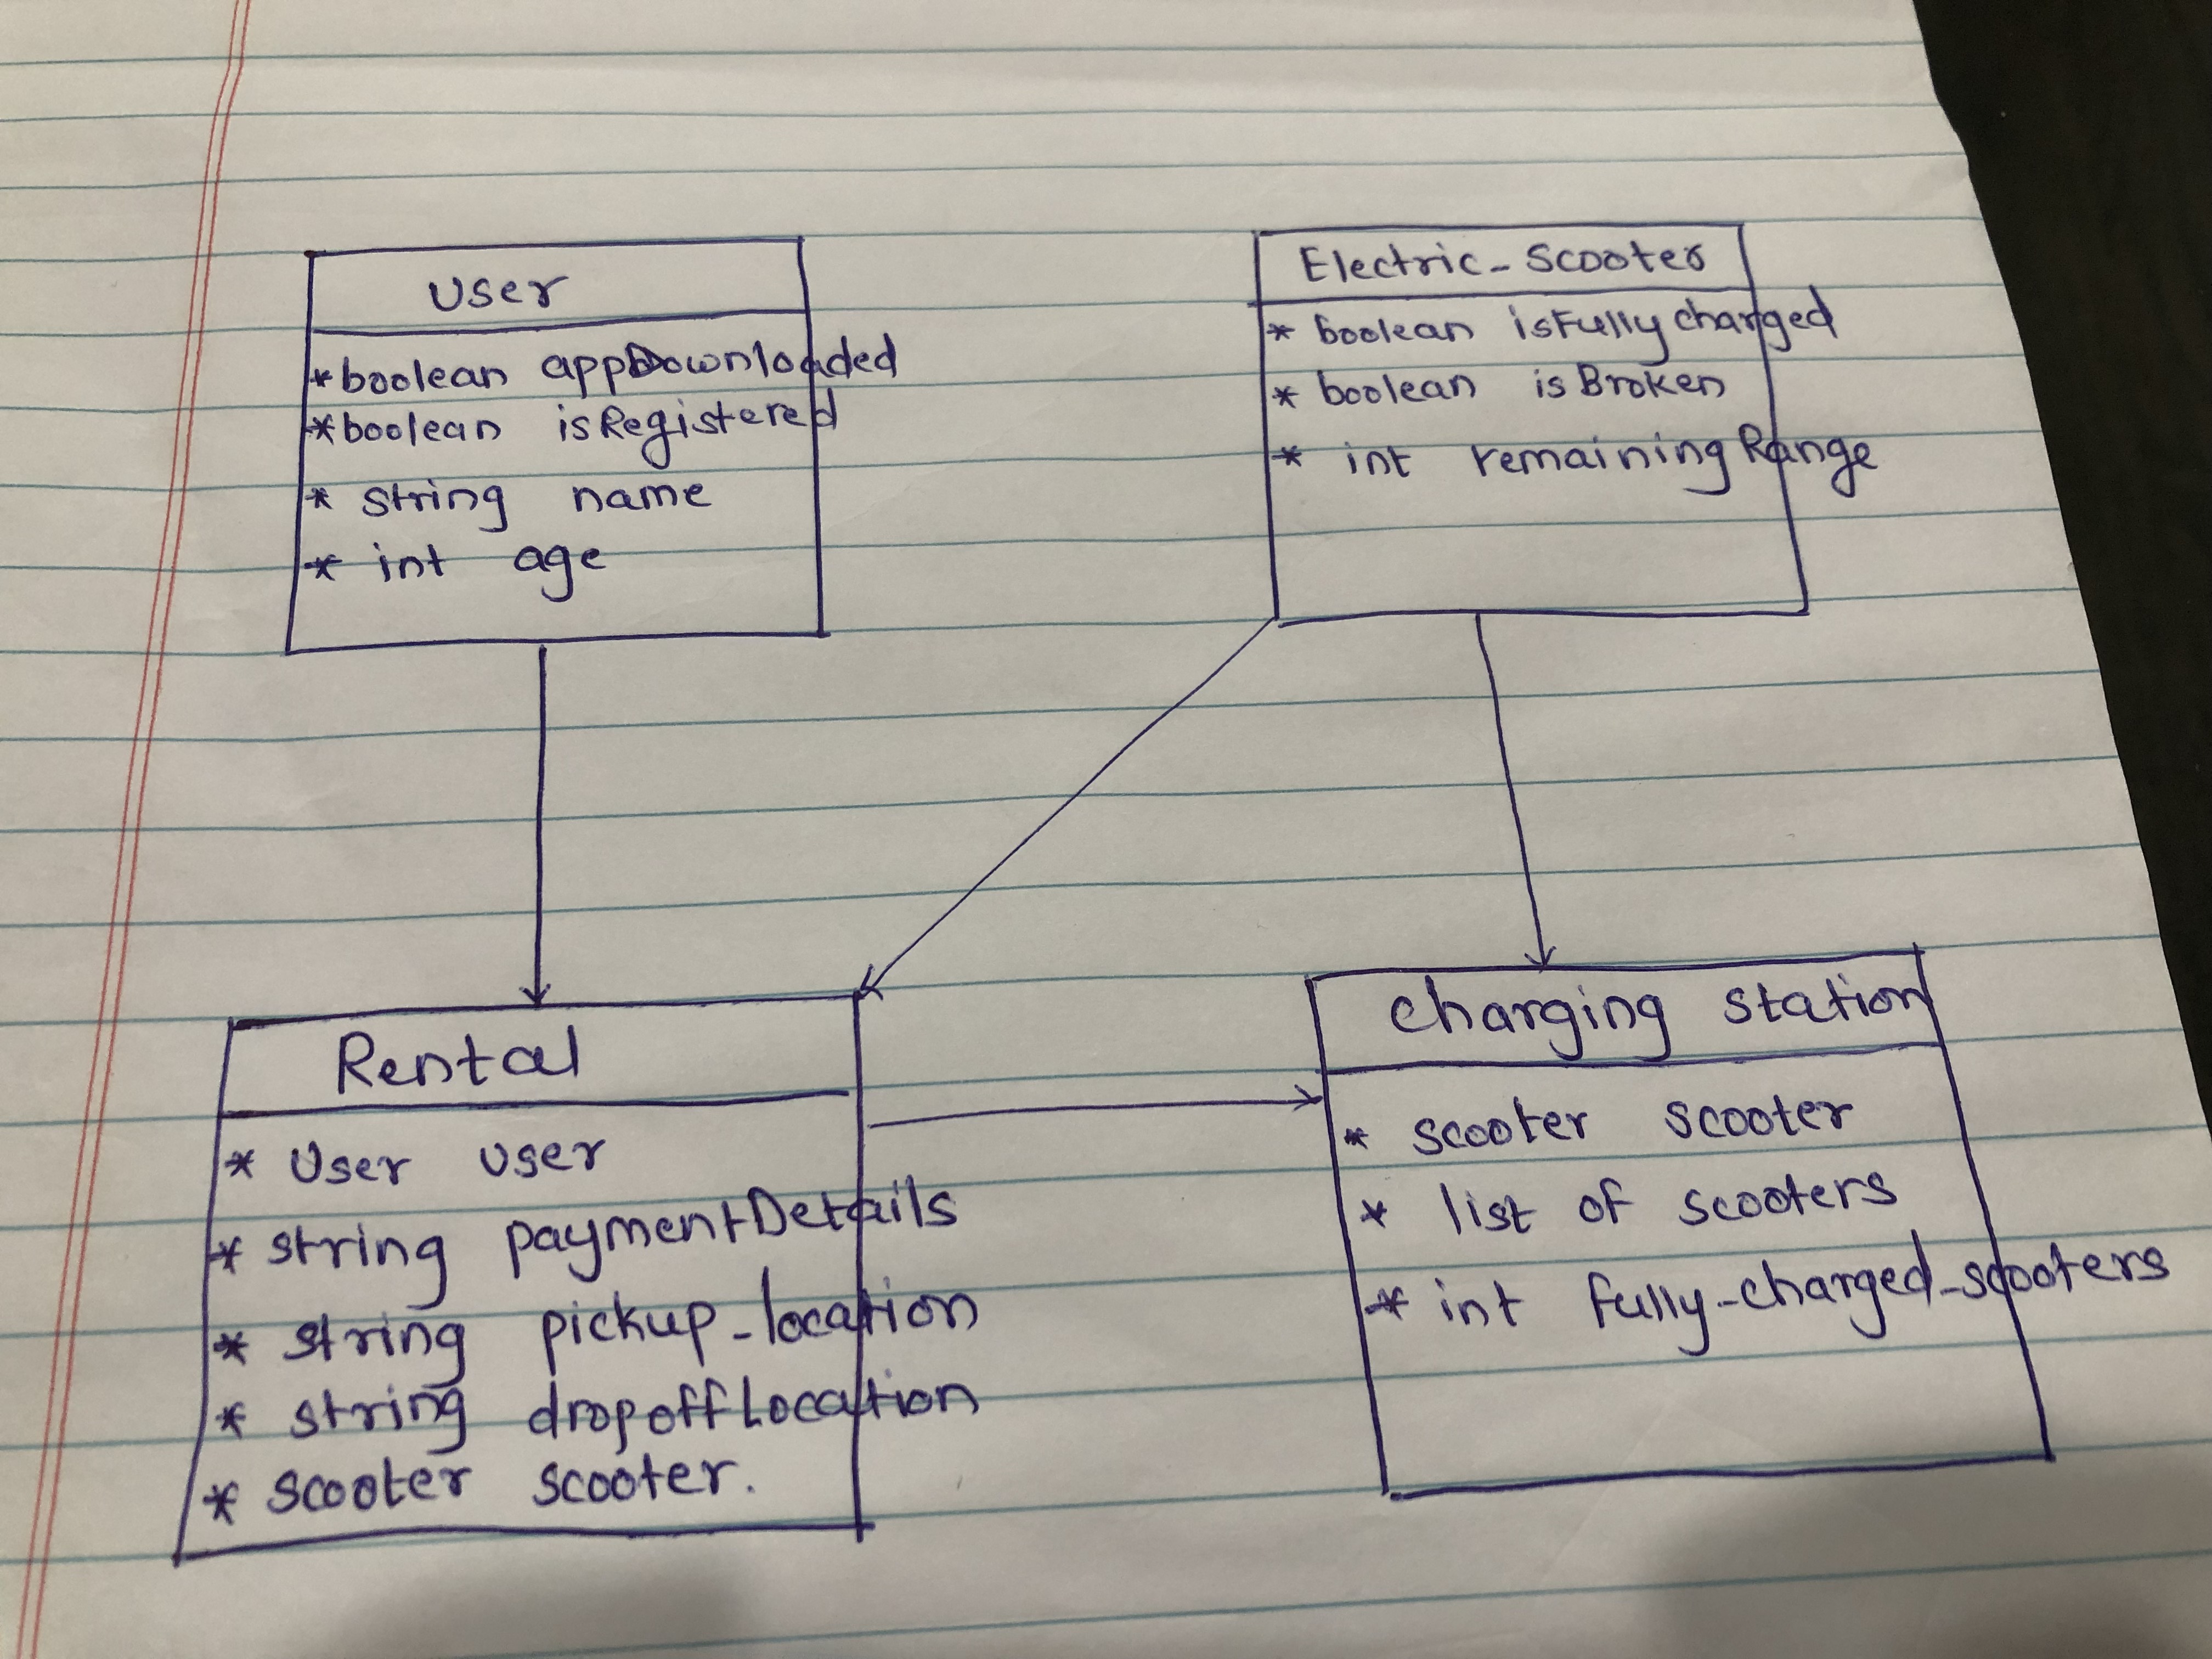 User
* boolean appDownloaded
* boolean isRegistered
* string name
* int age
Electric-Scooter
* boolean isFullycharged
* boolean isBroken
* int remainingRange
Rental
* User user
* string paymentDetails
* string pickup-location
* string dropoffLocation
* Scooter scooter.
charging station
* scooter scooter
* list of scooters
* int fully-charged-scooters